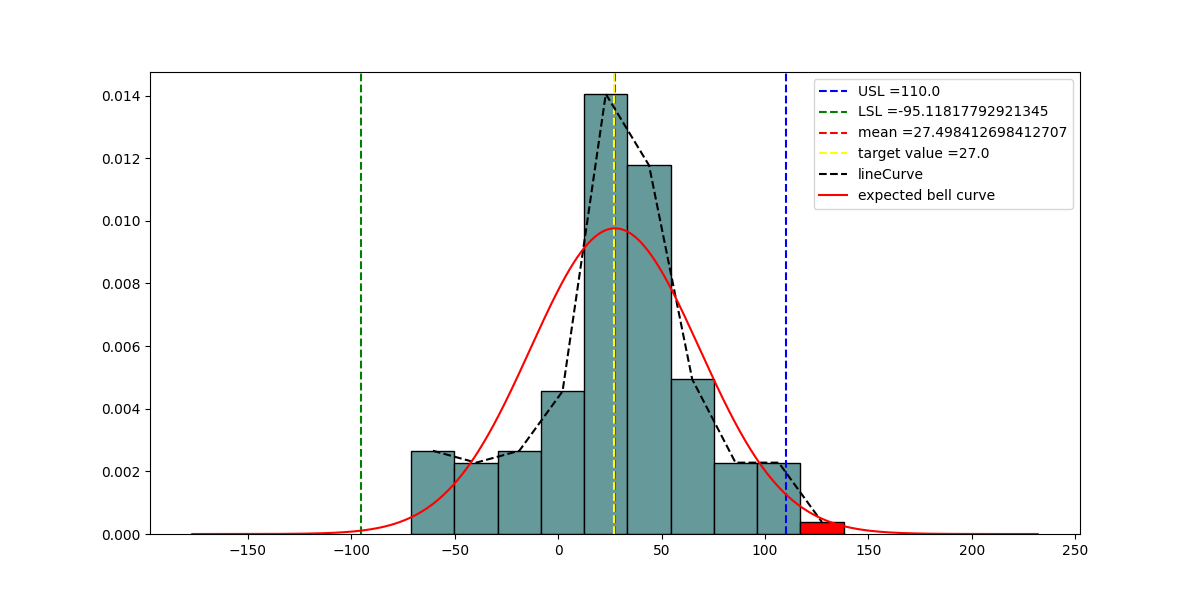 USL =110.0
LSL =-95.11817792921345
mean =27.498412698412707
target value =27.0
lineCurve
expected bell curve
0.014
0.012
0.010
0.008
0.006
0.004
0.002
0.000
−150
−100
−50
0
50
100
150
200
250